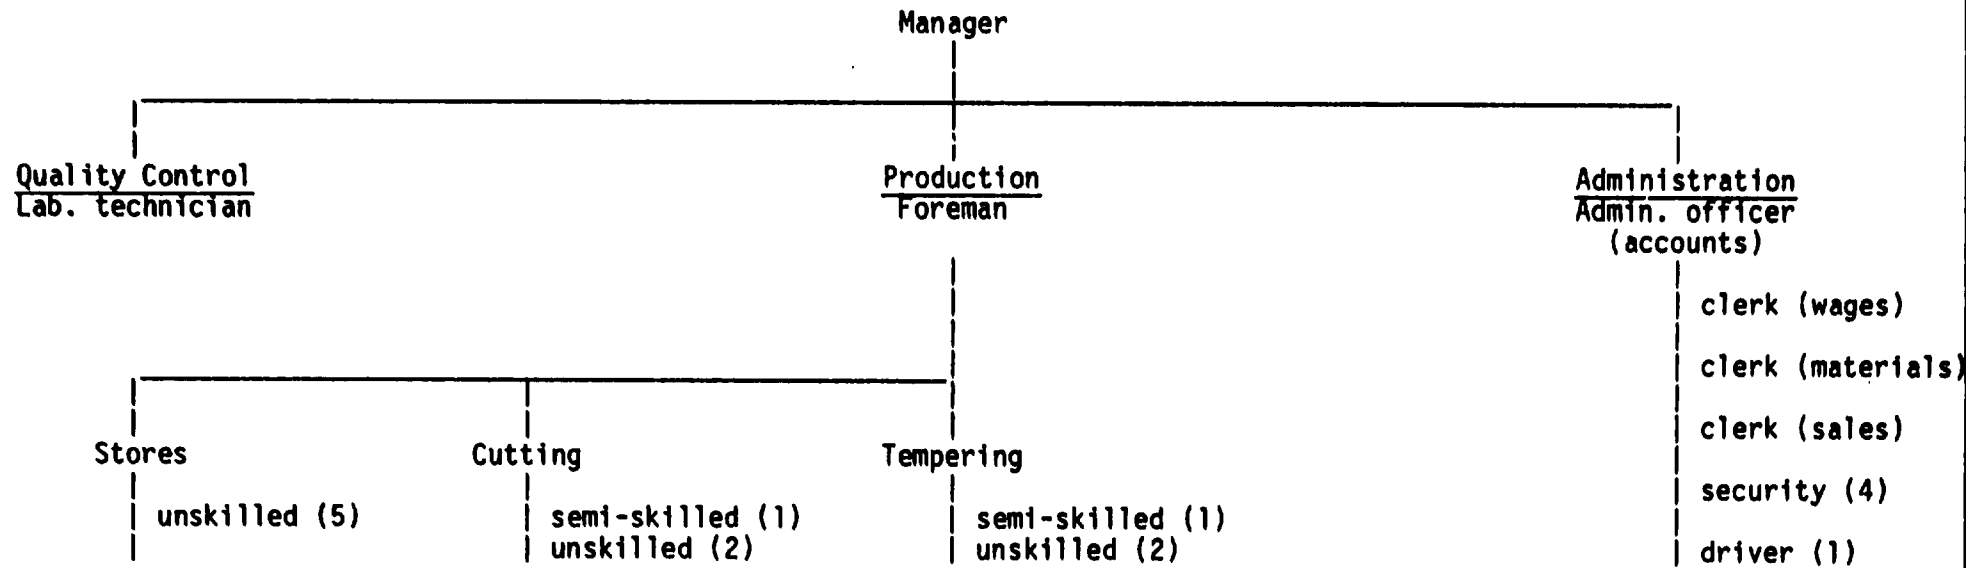 Manager
Quality Control
Lab. technician
Production
Foreman
Administration
Admin. officer
(accounts)
clerk (wages)
clerk (materials)
clerk (sales)
security (4)
driver (1)
Stores
unskilled (5)
Cutting
semi-skilled (1)
unskilled (2)
Tempering
semi-skilled (1)
unskilled (2)